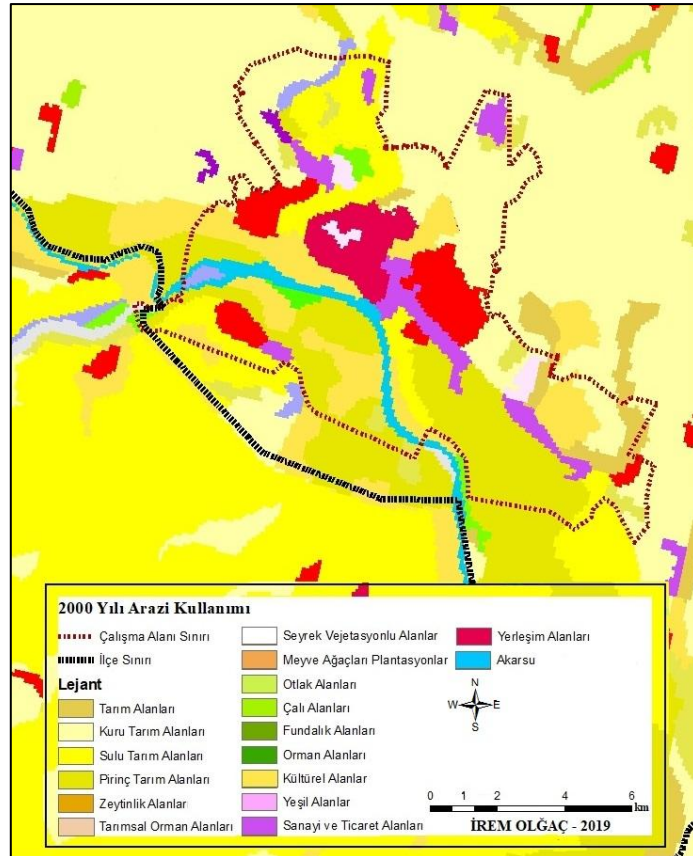 2000 Yılı Arazi Kullanımı
Çalışma Alanı Sınırı
İlçe Sınırı
Lejant
Tarım Alanları
Kuru Tarım Alanları
Sulu Tarım Alanları
Pirinç Tarım Alanları
Zeytinlik Alanlar
Tarımsal Orman Alanları
Seyrek Vejetasyonlu Alanlar
Meyve Ağaçları Plantasyonlar
Otlak Alanları
Çalı Alanları
Fundalık Alanları
Orman Alanları
Kültürel Alanlar
Yeşil Alanlar
Sanayi ve Ticaret Alanları
Yerleşim Alanları
Akarsu
N
W E
S
0 1 2 4 6
km
İREM OLĞAÇ - 2019